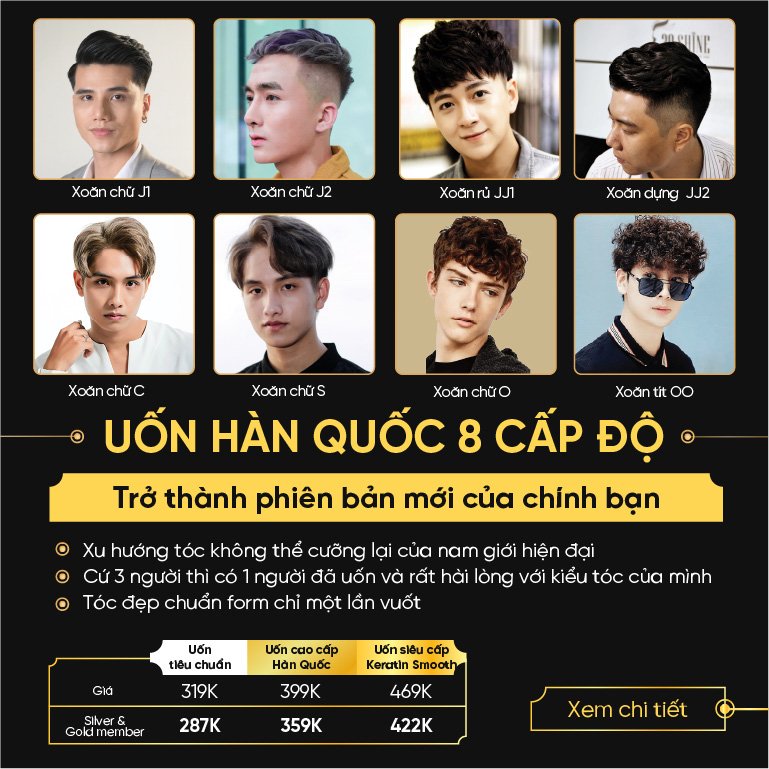 30 SHINE
Xoăn chữ J1
Xoăn chữ J2
Xoăn rủ JJ1
Xoăn dựng JJ2
Xoăn chữ C
Xoăn chữ S
Xoăn chữ O
Xoăn tít OO
UỐN HÀN QUỐC 8 CẤP ĐỘ
Trở thành phiên bản mới của chính bạn
Xu hướng tóc không thể cưỡng lại của nam giới hiện đại
Cứ 3 người thì có 1 người đã uốn và rất hài lòng với kiểu tóc của mình
Tóc đẹp chuẩn form chỉ một lần vuốt
Uốn tiêu chuẩn
Uốn cao cấp Hàn Quốc
Uốn siêu cấp Keratin Smooth
Giá 319K 399K 469K
Silver & Gold member 287K 359K 422K
Xem chi tiết